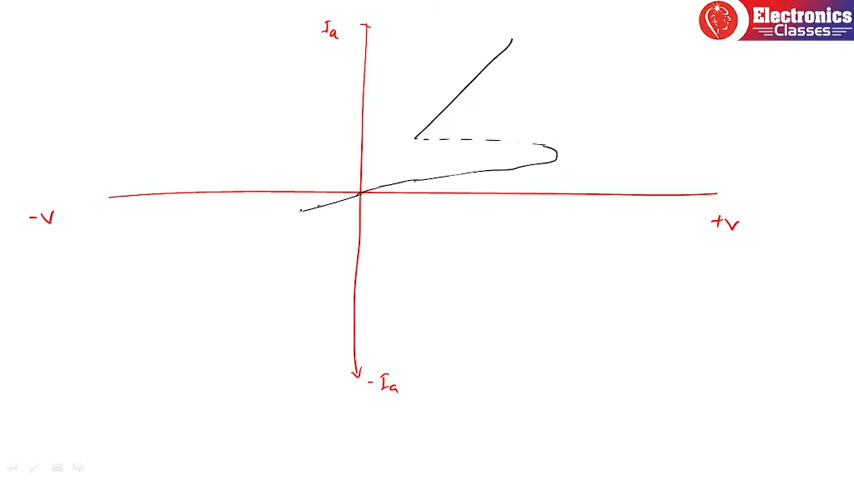 Electronics
Classes
Ia
-V
+V
- Ia